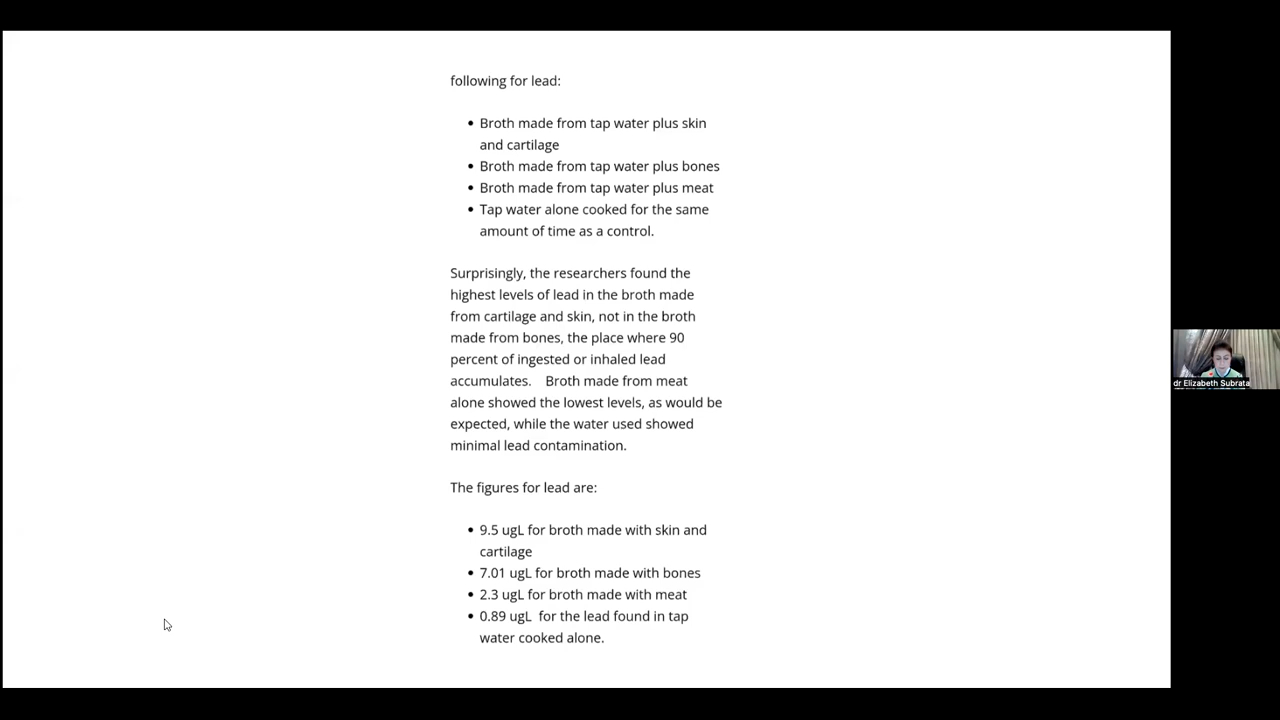 following for lead:
• Broth made from tap water plus skin
and cartilage
• Broth made from tap water plus bones
• Broth made from tap water plus meat
• Tap water alone cooked for the same
amount of time as a control.
Surprisingly, the researchers found the
highest levels of lead in the broth made
from cartilage and skin, not in the broth
made from bones, the place where 90
percent of ingested or inhaled lead
accumulates.    Broth made from meat
alone showed the lowest levels, as would be
expected, while the water used showed
minimal lead contamination.
The figures for lead are:
• 9.5 ugL for broth made with skin and
cartilage
• 7.01 ugL for broth made with bones
• 2.3 ugL for broth made with meat
• 0.89 ugL  for the lead found in tap
water cooked alone.
dr Elizabeth Subrata